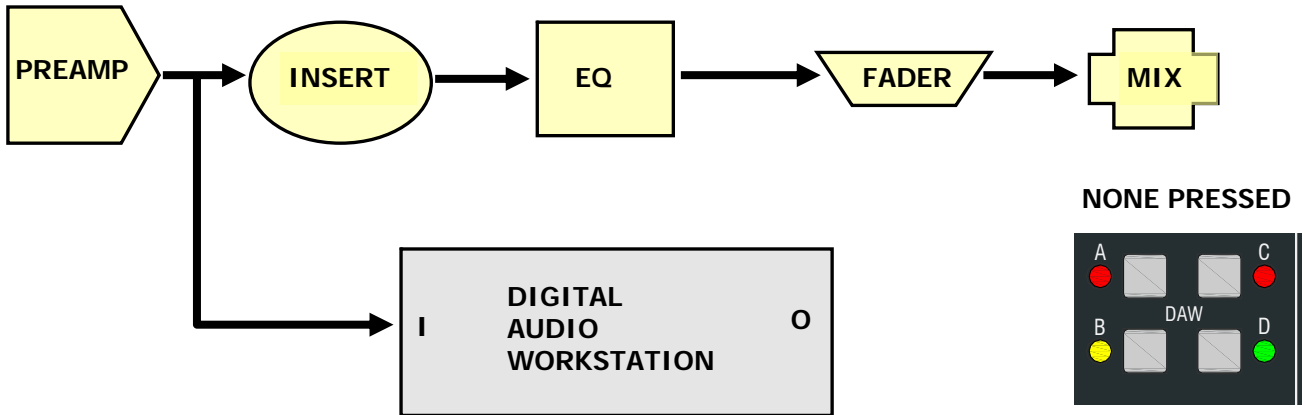 PREAMP
INSERT
EQ
FADER
MIX
NONE PRESSED
A
C
DAW
B
D
I
DIGITAL
AUDIO
WORKSTATION
O